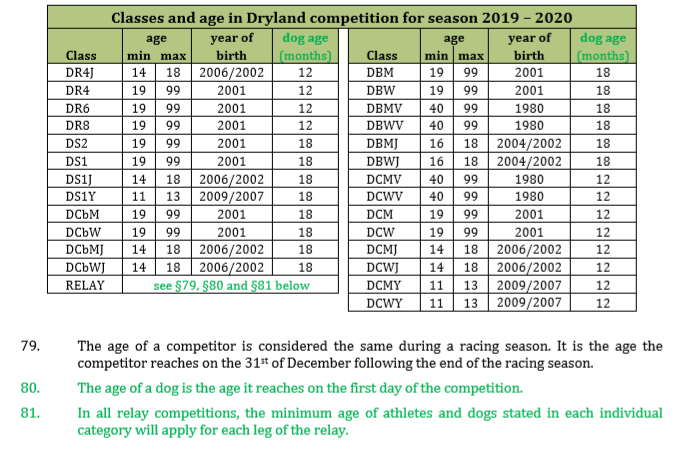 Classes and age in Dryland competition for season 2019 – 2020
age year of dog age age year of dog age
Class min max birth (months) Class min max birth (months)
DR4J 14 18 2006/2002 12 DBM 19 99 2001 18
DR4 19 99 2001 12 DBW 19 99 2001 18
DR6 19 99 2001 12 DBMV 40 99 1980 18
DR8 19 99 2001 12 DBWV 40 99 1980 18
DS2 19 99 2001 18 DBMJ 16 18 2004/2002 18
DS1 19 99 2001 18 DBWJ 16 18 2004/2002 18
DS1J 14 18 2006/2002 18 DCMV 40 99 1980 12
DS1Y 11 13 2009/2007 18 DCWV 40 99 1980 12
DCbM 19 99 2001 18 DCM 19 99 2001 12
DCbW 19 99 2001 18 DCW 19 99 2001 12
DCbMJ 14 18 2006/2002 18 DCMJ 14 18 2006/2002 12
DCbWJ 14 18 2006/2002 18 DCWJ 14 18 2006/2002 12
RELAY see §79, §80 and §81 below DCMY 11 13 2009/2007 12
DCWY 11 13 2009/2007 12
79. The age of a competitor is considered the same during a racing season. It is the age the
competitor reaches on the 31st of December following the end of the racing season.
80. The age of a dog is the age it reaches on the first day of the competition.
81. In all relay competitions, the minimum age of athletes and dogs stated in each individual
category will apply for each leg of the relay.